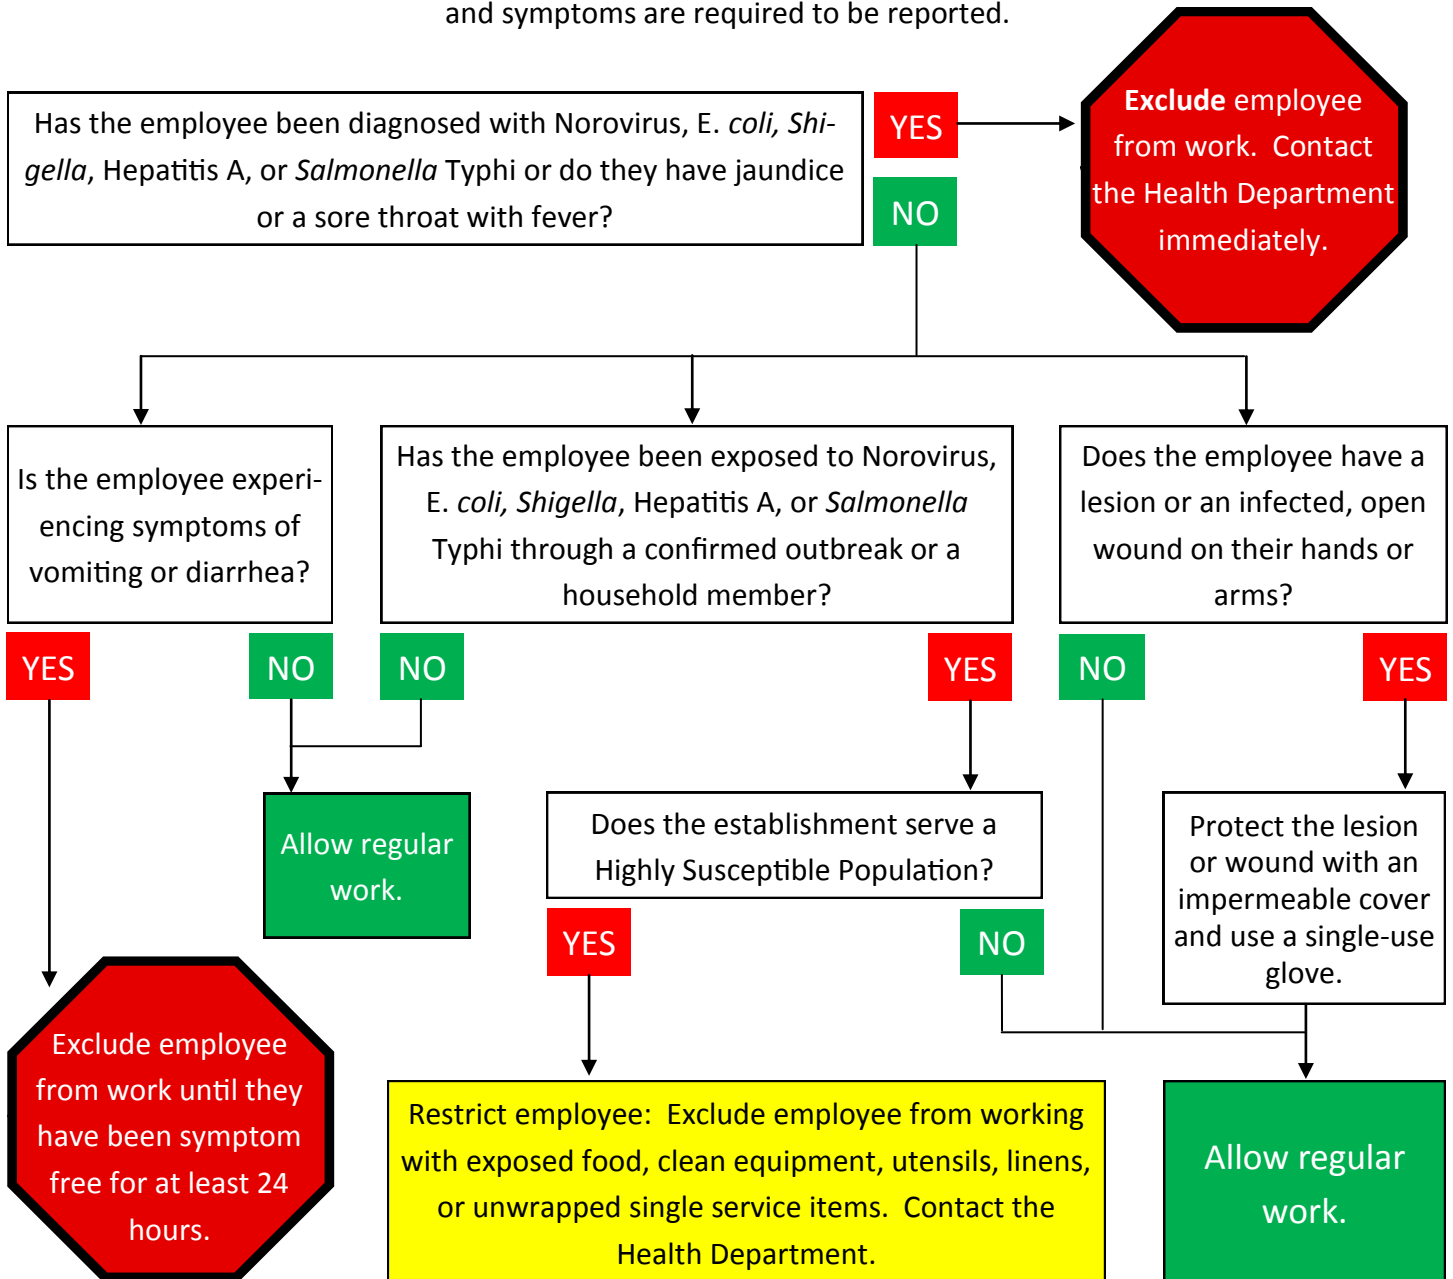 and symptoms are required to be reported.
Has the employee been diagnosed with Norovirus, E. coli, Shi-
gella, Hepatitis A, or Salmonella Typhi or do they have jaundice
or a sore throat with fever?
YES
NO
Exclude employee
from work.  Contact
the Health Department
immediately.
Is the employee experi-
encing symptoms of
vomiting or diarrhea?
YES
NO
Has the employee been exposed to Norovirus,
E. coli, Shigella, Hepatitis A, or Salmonella
Typhi through a confirmed outbreak or a
household member?
NO
YES
Does the employee have a
lesion or an infected, open
wound on their hands or
arms?
NO
YES
Allow regular
work.
Does the establishment serve a
Highly Susceptible Population?
YES
NO
Protect the lesion
or wound with an
impermeable cover
and use a single-use
glove.
Exclude employee
from work until they
have been symptom
free for at least 24
hours.
Restrict employee:  Exclude employee from working
with exposed food, clean equipment, utensils, linens,
or unwrapped single service items.  Contact the
Health Department.
Allow regular
work.